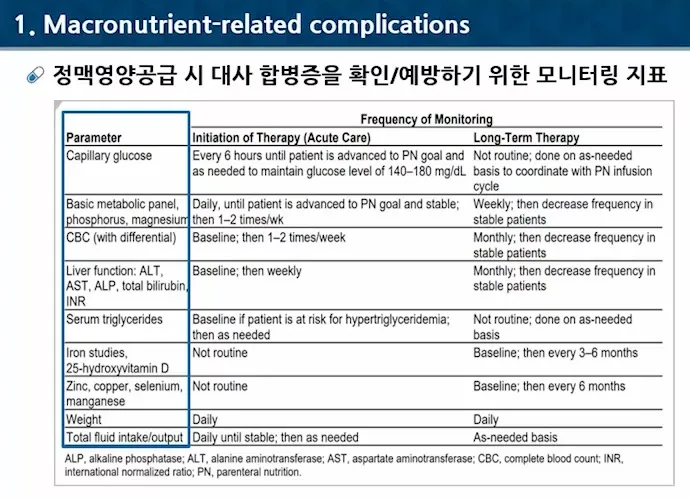 1. Macronutrient-related complications
정맥영양공급 시 대사 합병증을 확인/예방하기 위한 모니터링 지표
Frequency of Monitoring
Parameter Initiation of Therapy (Acute Care) Long-Term Therapy
Capillary glucose Every 6 hours until patient is advanced to PN goal and Not routine; done on as-needed
as needed to maintain glucose level of 140–180 mg/dL basis to coordinate with PN infusion
cycle
Basic metabolic panel, Daily, until patient is advanced to PN goal and stable; Weekly; then decrease frequency in
phosphorus, magnesium then 1–2 times/wk stable patients
CBC (with differential) Baseline; then 1–2 times/week Monthly; then decrease frequency in
stable patients
Liver function: ALT, Baseline; then weekly Monthly; then decrease frequency in
AST, ALP, total bilirubin, stable patients
INR
Serum triglycerides Baseline if patient is at risk for hypertriglyceridemia; Not routine; done on as-needed
then as needed basis
Iron studies, Not routine Baseline; then every 3–6 months
25-hydroxyvitamin D
Zinc, copper, selenium, Not routine Baseline; then every 6 months
manganese
Weight Daily Daily
Total fluid intake/output Daily until stable; then as needed As-needed basis
ALP, alkaline phosphatase; ALT, alanine aminotransferase; AST, aspartate aminotransferase; CBC, complete blood count; INR,
international normalized ratio; PN, parenteral nutrition.